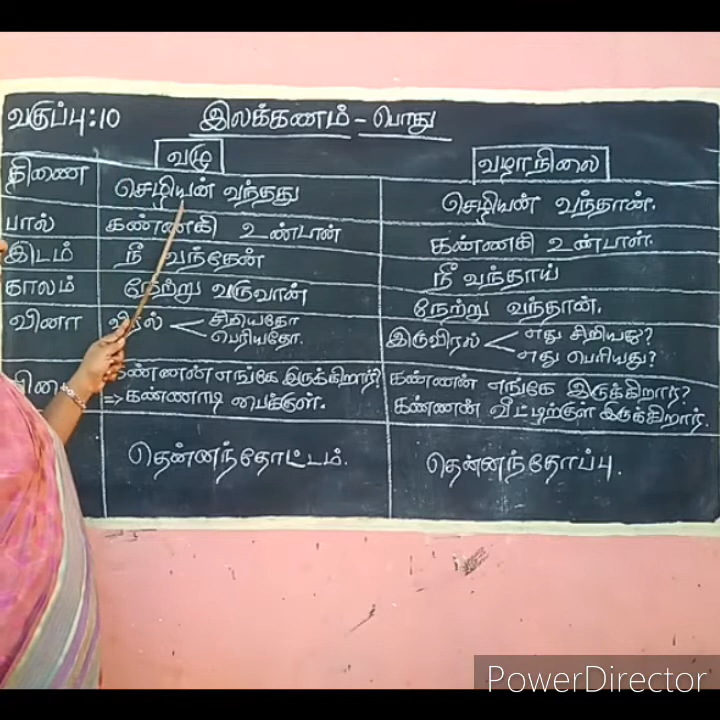 வகுப்பு:10 இலக்கணம் - பொது
வழு வழாநிலை
திணை செழியன் வந்தது செழியன் வந்தான்.
பால் கண்ணகி உண்டான் கண்ணகி உண்டாள்.
இடம் நீ வந்தேன் நீ வந்தாய்
காலம் நேற்று வருவான் நேற்று வந்தான்.
வினா விரல் சிறியதோ பெரியதோ. இருவிரல் எது சிறியது? எது பெரியது?
கண்ணன் எங்கே இருக்கிறார்? கண்ணன் எங்கே இருக்கிறார்?
=> கண்ணாடி பைக்குள். கண்ணன் வீட்டிற்குள் இருக்கிறார்.
தென்னந்தோட்டம். தென்னந்தோப்பு.
PowerDirector